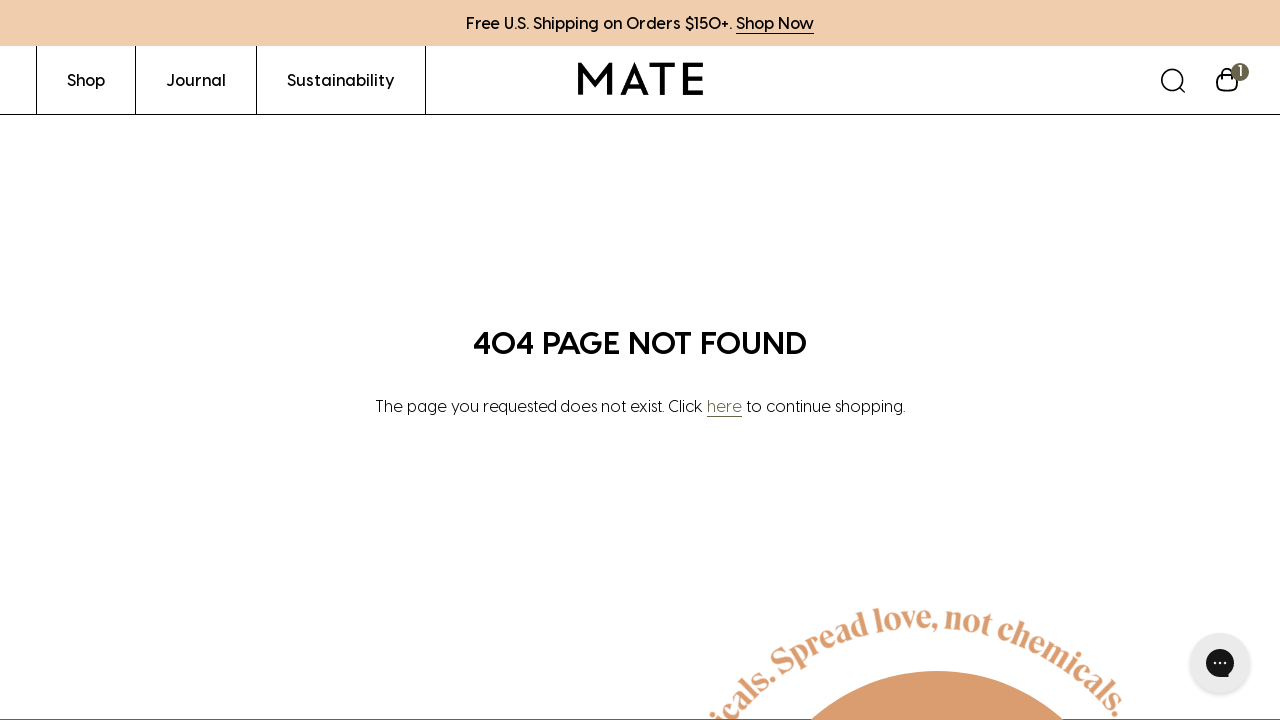 Free U.S. Shipping on Orders $150+. Shop Now
Shop
Journal
Sustainability
MATE
1
404 PAGE NOT FOUND
The page you requested does not exist. Click here to continue shopping.
icals. Spread love, not chemicals.